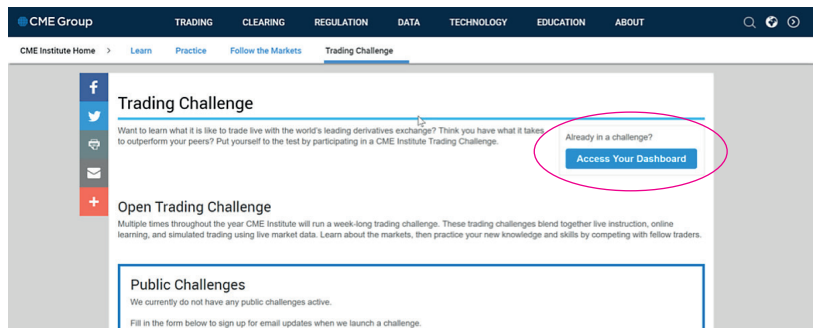 CME Group TRADING CLEARING REGULATION DATA TECHNOLOGY EDUCATION ABOUT
CME Institute Home > Learn Practice Follow the Markets Trading Challenge
Trading Challenge
Want to learn what it is like to trade live with the world's leading derivatives exchange? Think you have what it takes
to outperform your peers? Put yourself to the test by participating in a CME Institute Trading Challenge.
Already in a challenge?
Access Your Dashboard
Open Trading Challenge
Multiple times throughout the year CME Institute will run a week-long trading challenge. These trading challenges blend together live instruction, online
learning, and simulated trading using live market data. Learn about the markets, then practice your new knowledge and skills by competing with fellow traders.
Public Challenges
We currently do not have any public challenges active.
Fill in the form below to sign up for email updates when we launch a challenge.